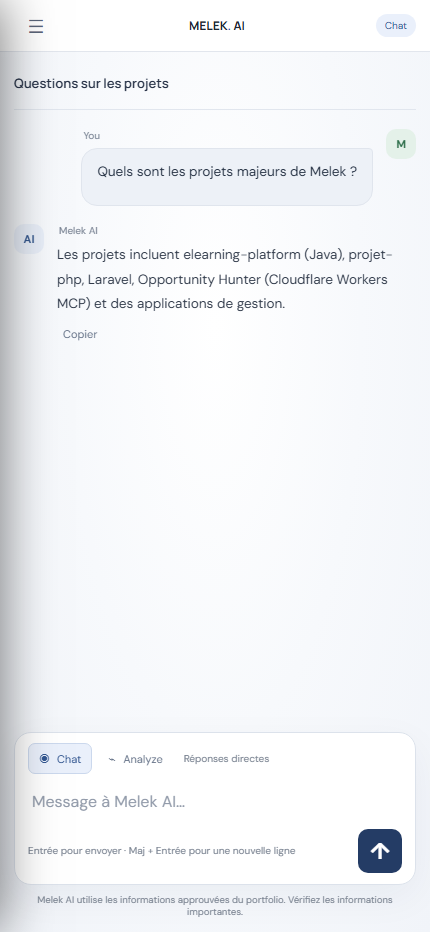 MELEK. AI
Chat
Questions sur les projets
You
M
Quels sont les projets majeurs de Melek ?
Melek AI
AI
Les projets incluent elearning-platform (Java), projet-
php, Laravel, Opportunity Hunter (Cloudflare Workers
MCP) et des applications de gestion.
Copier
Chat
Analyze
Réponses directes
Message à Melek AI...
Entrée pour envoyer · Maj + Entrée pour une nouvelle ligne
Melek AI utilise les informations approuvées du portfolio. Vérifiez les informations
importantes.